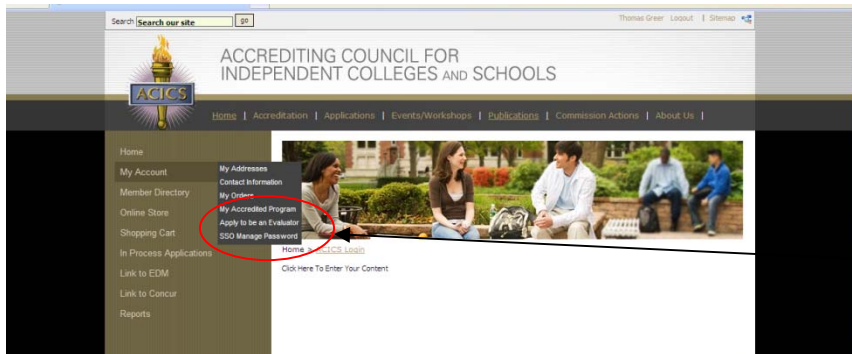 Search Search our site go Thomas Greer Logout | Sitemap
ACCREDITING COUNCIL FOR
INDEPENDENT COLLEGES AND SCHOOLS
ACICS
Home | Accreditation | Applications | Events/Workshops | Publications | Commission Actions | About Us |
Home
My Account
Member Directory
Online Store
Shopping Cart
In Process Applications
Link to EDM
Link to Concur
Reports
My Addresses
Contact Information
My Orders
My Accredited Program
Apply to be an Evaluator
SSO Manage Password
Home > ACICS Login
Click Here To Enter Your Content